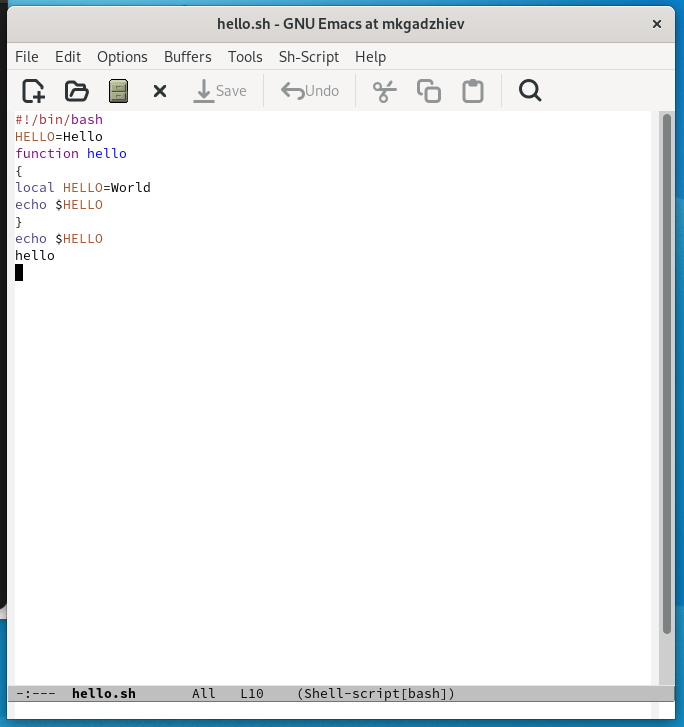 hello.sh - GNU Emacs at mkgadzhiev
File Edit Options Buffers Tools Sh-Script Help
Save Undo
#!/bin/bash
HELLO=Hello
function hello
{
local HELLO=World
echo $HELLO
}
echo $HELLO
hello
-:--- hello.sh All L10 (Shell-script[bash])